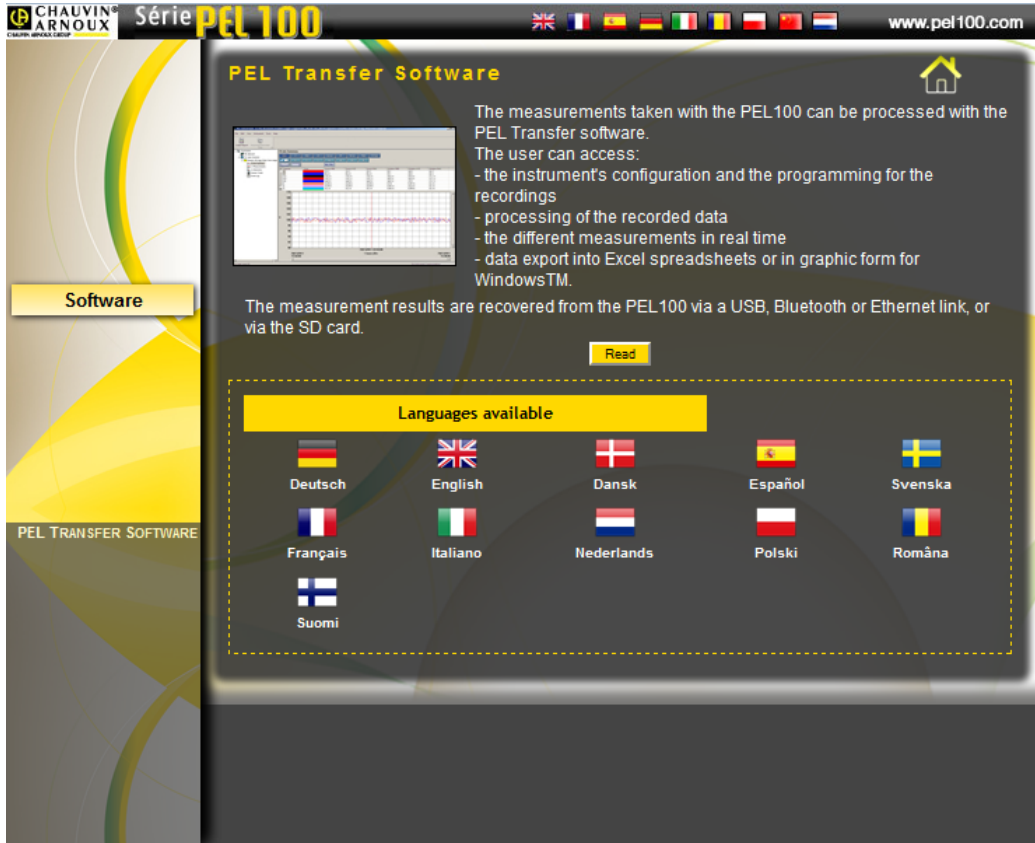 CHAUVIN®
ARNOUX
CHAUVIN ARNOUX GROUP
Série PEL 100
www.pel100.com
PEL Transfer Software
The measurements taken with the PEL100 can be processed with the
PEL Transfer software.
The user can access:
- the instrument's configuration and the programming for the
recordings
- processing of the recorded data
- the different measurements in real time
- data export into Excel spreadsheets or in graphic form for
WindowsTM.
The measurement results are recovered from the PEL100 via a USB, Bluetooth or Ethernet link, or
via the SD card.
Read
Software
PEL TRANSFER SOFTWARE
Languages available
Deutsch English Dansk Español Svenska
Français Italiano Nederlands Polski Româna
Suomi